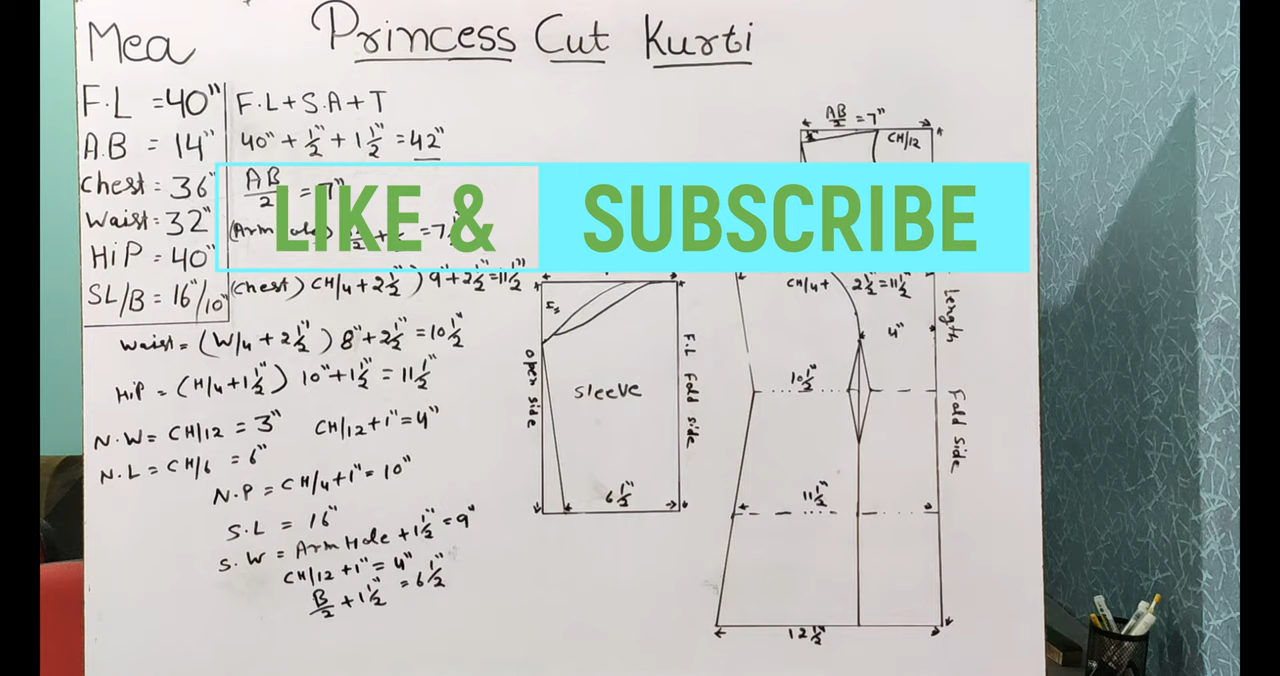 Mea
Princess Cut Kurti
F.L = 40"
A.B = 14"
Chest = 36"
Waist = 32"
HiP = 40"
SL/B = 16"/10"
F.L + S.A + T
40" + 1/2" + 1 1/2" = 42"
AB/2 = 7"
LIKE & SUBSCRIBE
(Chest) CH/4 + 2 1/2") 9" + 2 1/2" = 11 1/2"
Waist = (W/4 + 2 1/2") 8" + 2 1/2" = 10 1/2"
HiP = (H/4 + 1 1/2") 10" + 1 1/2" = 11 1/2"
N.W = CH/12 = 3" CH/12 + 1" = 4"
N.L = CH/6 = 6"
N.P = CH/4 + 1" = 10"
S.L = 16"
S.W = Arm Hole + 1 1/2" = 9"
CH/12 + 1" = 4"
B/2 + 1 1/2" = 6 1/2"
4"
open side
Sleeve
F.L Fold side
6 1/2"
AB/2 = 7"
CH/12
CH/4 + 2 1/2" = 11 1/2"
4"
Length
Fold side
10 1/2"
11 1/2"
12 1/2"